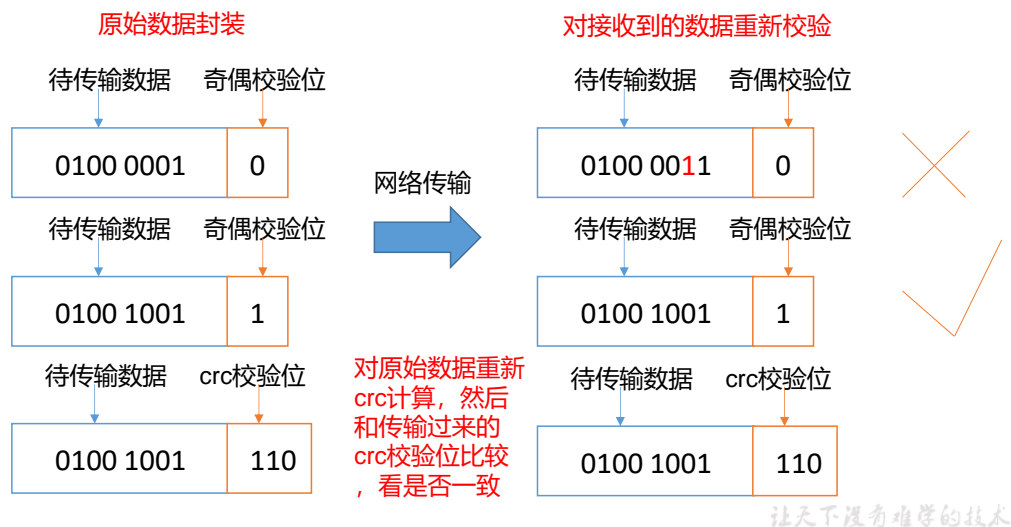 原始数据封装
对接收到的数据重新校验
待传输数据 奇偶校验位
待传输数据 奇偶校验位
0100 0001 0
0100 0011 0
网络传输
待传输数据 奇偶校验位
待传输数据 奇偶校验位
0100 1001 1
0100 1001 1
待传输数据 crc校验位
对原始数据重新
crc计算，然后
和传输过来的
crc校验位比较
，看是否一致
待传输数据 crc校验位
0100 1001 110
0100 1001 110
让天下没有难学的技术